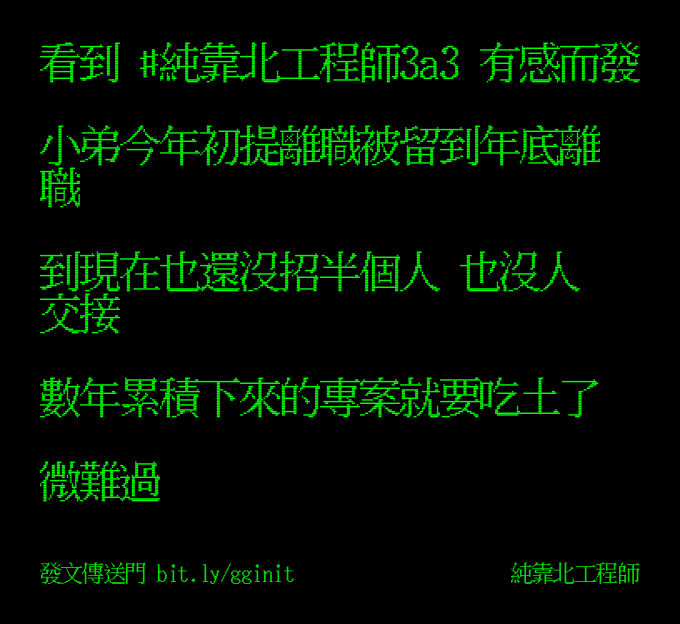 看到 #純靠北工程師3a3 有感而發
小弟今年初提離職被留到年底離
職
到現在也還沒招半個人 也沒人
交接
數年累積下來的專案就要吃土了
微難過
發文傳送門 bit.ly/gginit
純靠北工程師